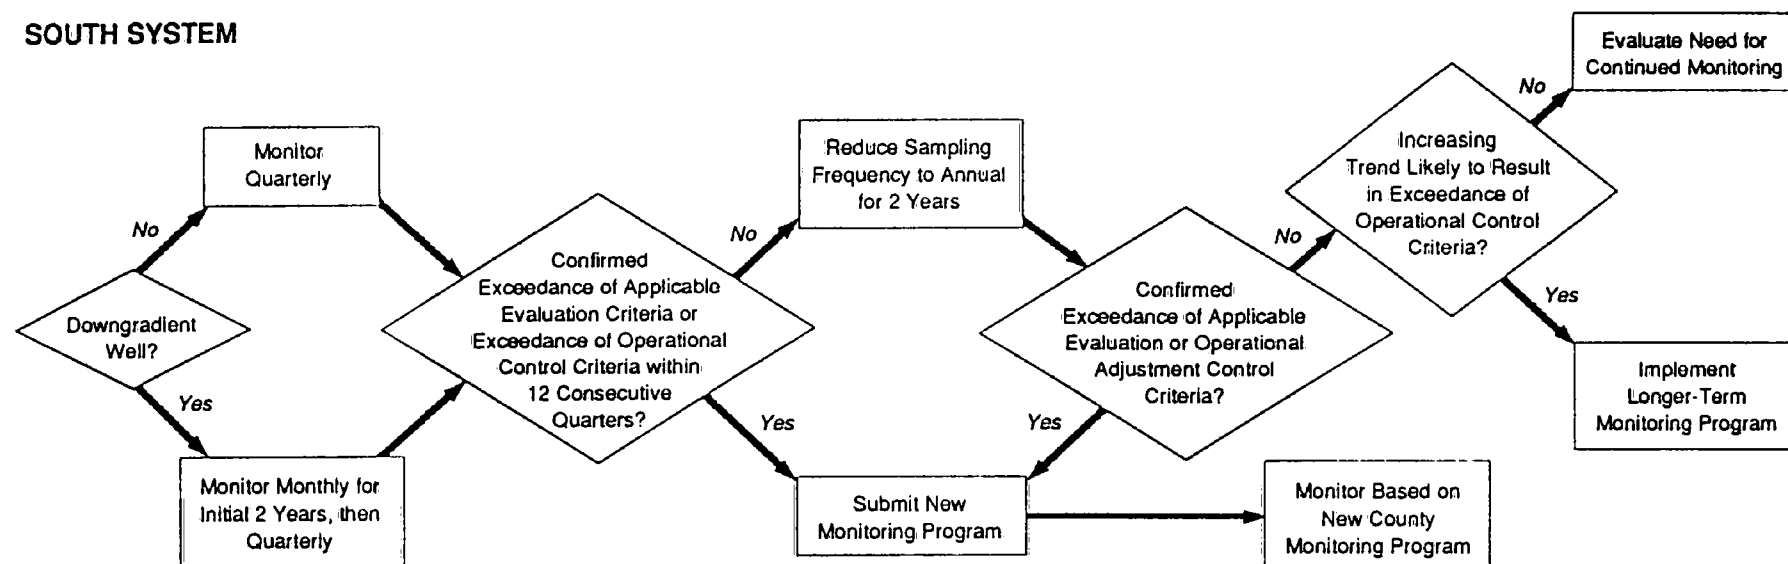 SOUTH SYSTEM
Downgradient
Well?
No
Yes
Monitor
Quarterly
Monitor Monthly for
Initial 2 Years, then
Quarterly
Confirmed
Exceedance of Applicable
Evaluation Criteria or
Exceedance of Operational
Control Criteria within
12 Consecutive
Quarters?
No
Yes
Reduce Sampling
Frequency to Annual
for 2 Years
Submit New
Monitoring Program
Confirmed
Exceedance of Applicable
Evaluation or Operational
Adjustment Control
Criteria?
No
Yes
Monitor Based on
New County
Monitoring Program
Increasing
Trend Likely to Result
in Exceedance of
Operational Control
Criteria?
No
Yes
Evaluate Need for
Continued Monitoring
Implement
Longer-Term
Monitoring Program